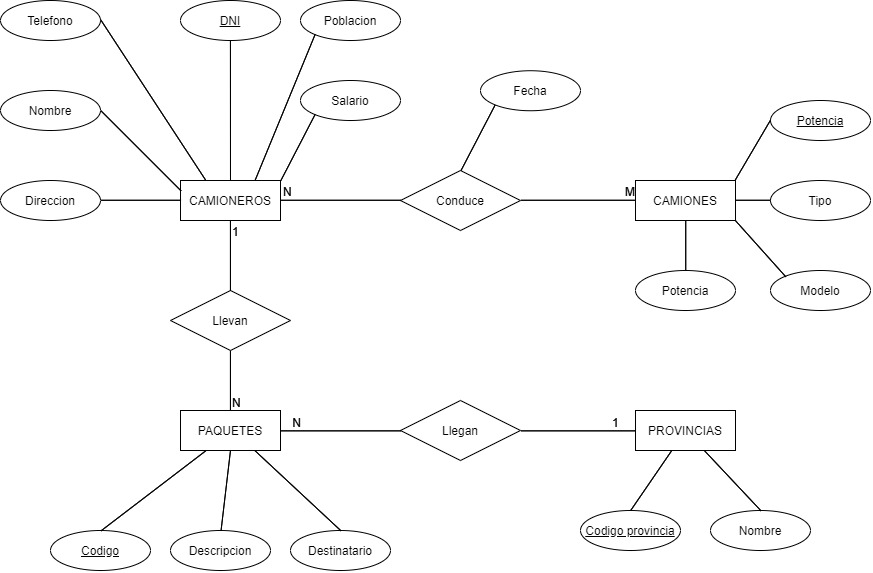 Telefono
DNI
Poblacion
Salario
Fecha
Nombre
Potencia
Direccion
CAMIONEROS
N
Conduce
M
CAMIONES
Tipo
1
Potencia
Modelo
Llevan
N
PAQUETES
N
Llegan
1
PROVINCIAS
Codigo
Descripcion
Destinatario
Codigo provincia
Nombre